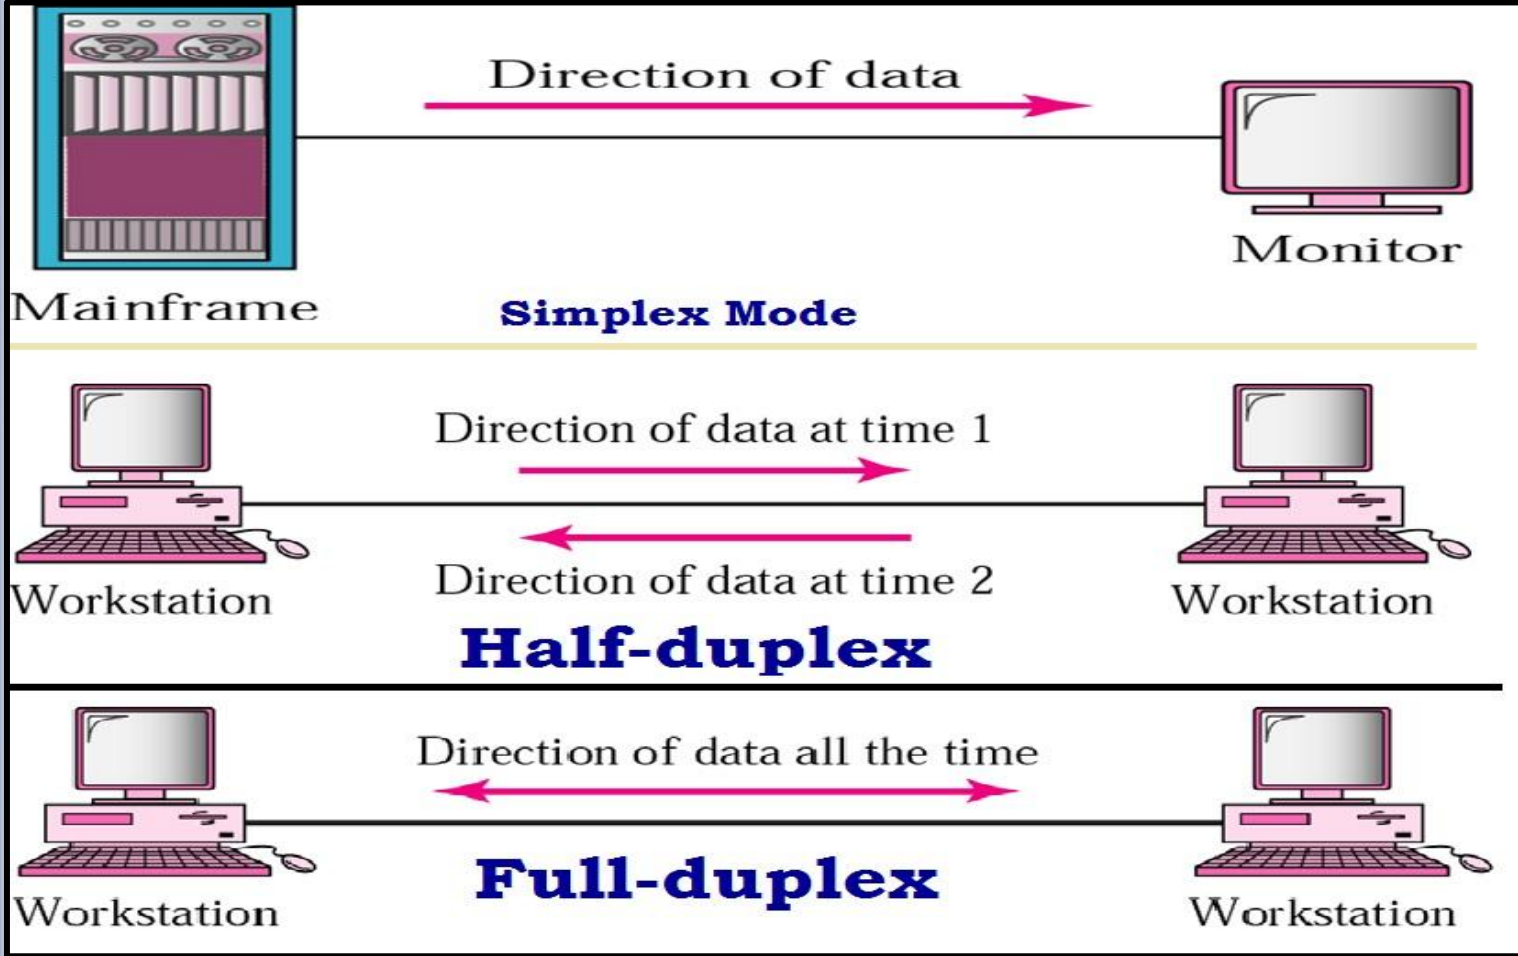 Direction of data
Monitor
Mainframe
Simplex Mode
Direction of data at time 1
Direction of data at time 2
Workstation
Workstation
Half-duplex
Direction of data all the time
Full-duplex
Workstation
Workstation